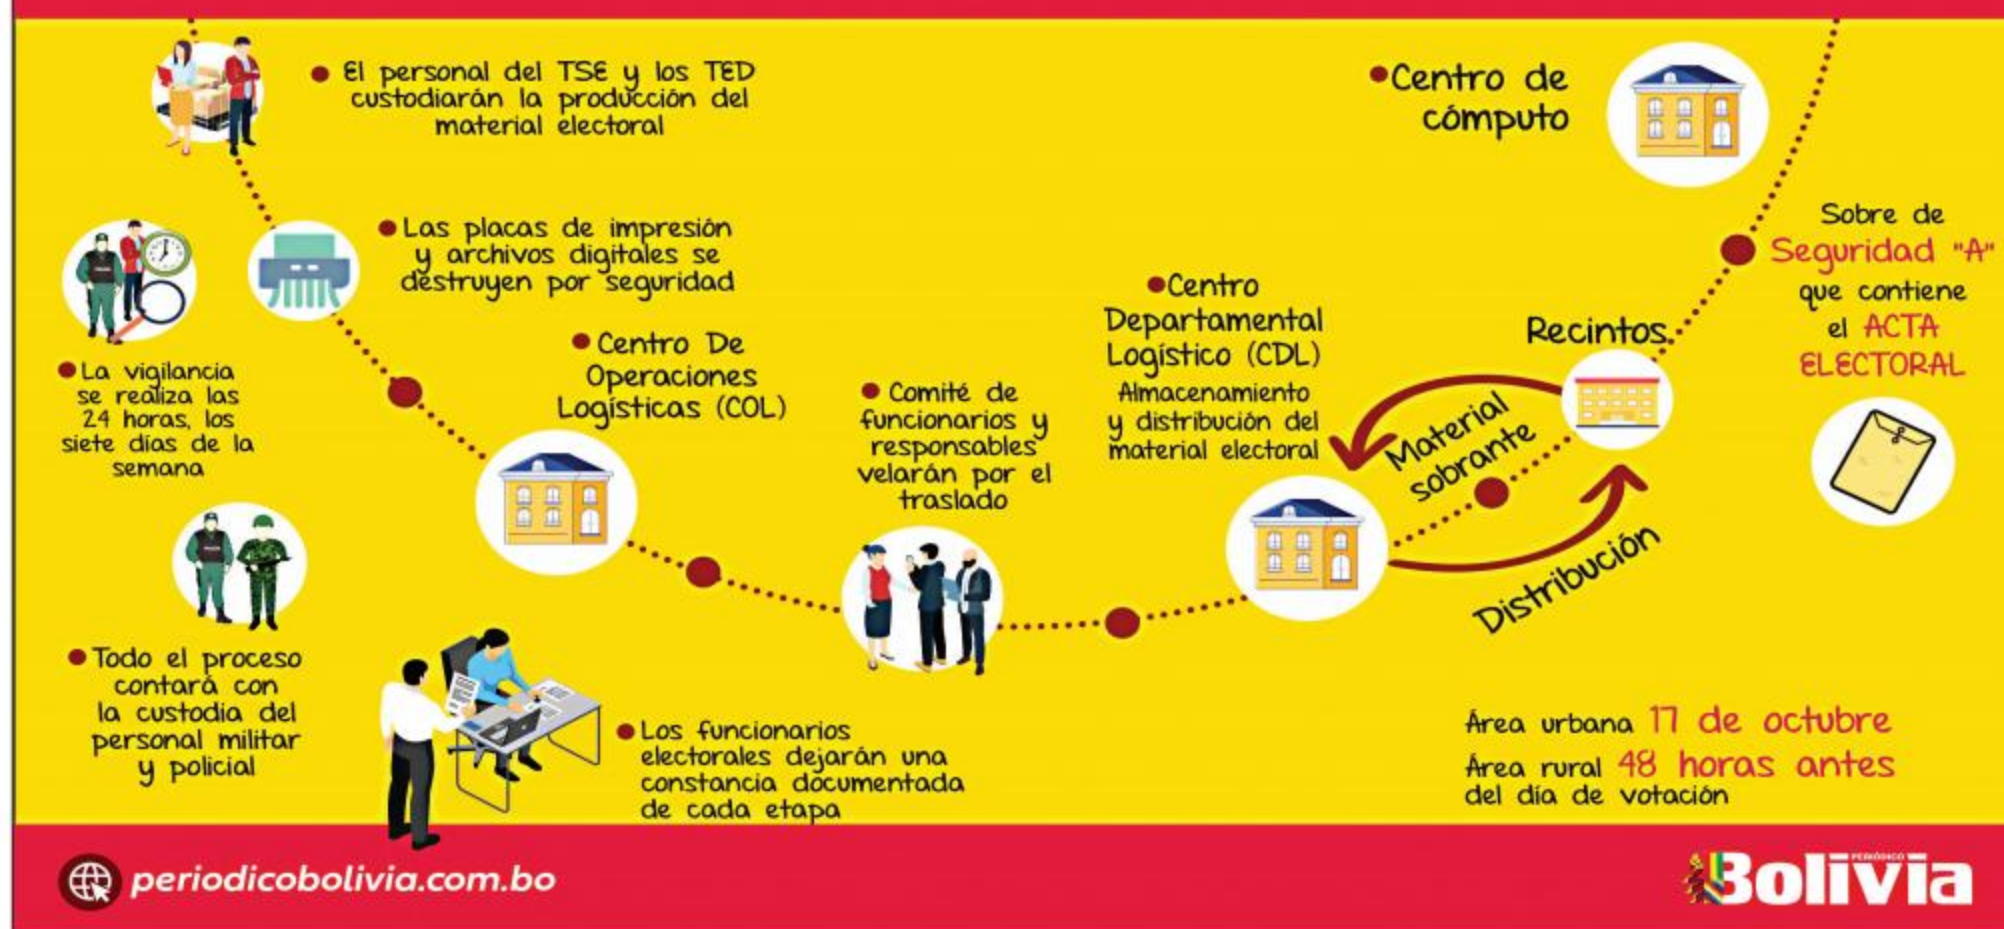 El personal del TSE y los TED
custodiarán la producción del
material electoral
Las placas de impresión
y archivos digitales se
destruyen por seguridad
La vigilancia
se realiza las
24 horas, los
siete días de la
semana
Centro De
Operaciones
Logísticas (COL)
Todo el proceso
contará con
la custodia del
personal militar
y policial
Los funcionarios
electorales dejarán una
constancia documentada
de cada etapa
Comité de
funcionarios y
responsables
velarán por el
traslado
Centro
Departamental
Logístico (CDL)
Almacenamiento
y distribución del
material electoral
Material
sobrante
Distribución
Recintos
Centro de
cómputo
Sobre de
Seguridad "A"
que contiene
el ACTA
ELECTORAL
Área urbana 17 de octubre
Área rural 48 horas antes
del día de votación
periodicobolivia.com.bo
PERIÓDICO
Bolivia